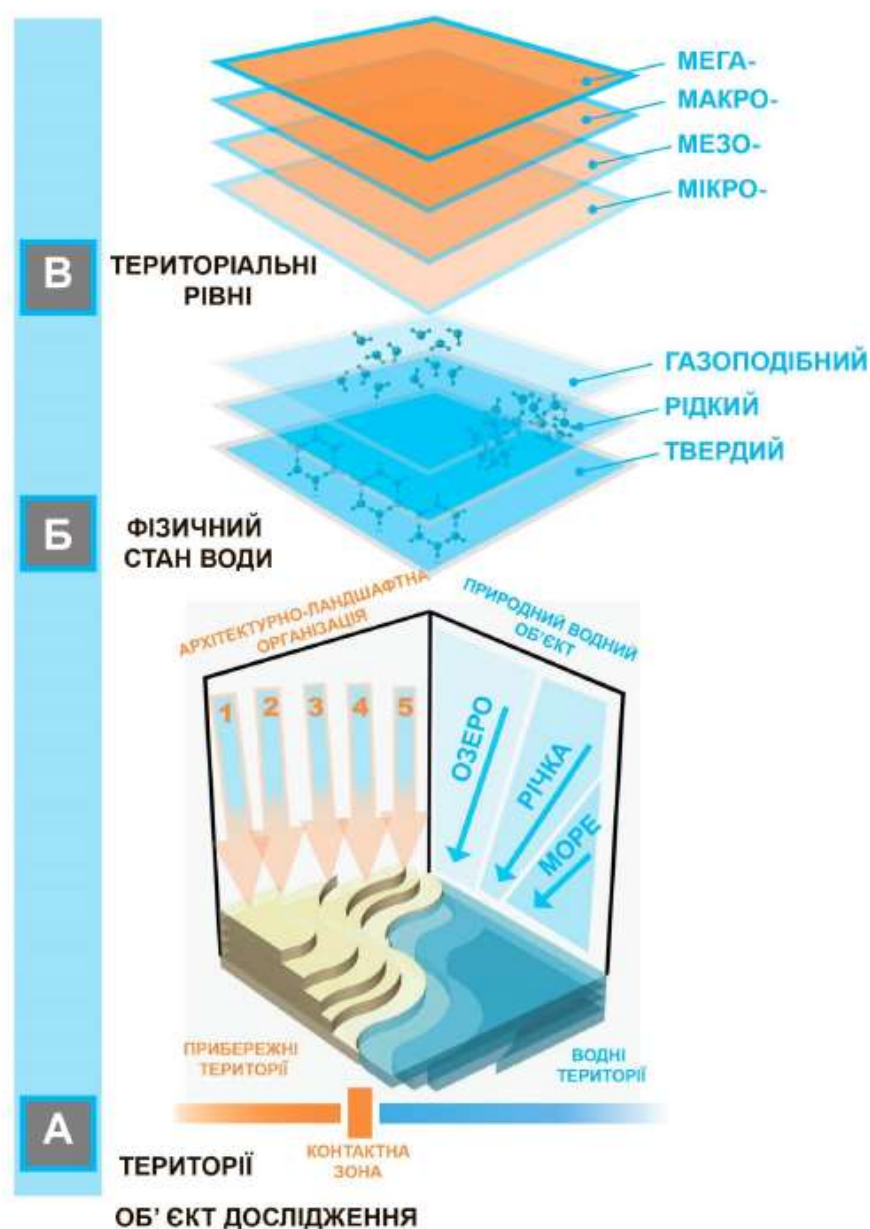 МЕГА-
МАКРО-
МЕЗО-
МІКРО-
В
ТЕРИТОРІАЛЬНІ
РІВНІ
ГАЗОПОДІБНИЙ
РІДКИЙ
ТВЕРДИЙ
Б
ФІЗИЧНИЙ
СТАН ВОДИ
АРХІТЕКТУРНО-ЛАНДШАФТНА
ОРГАНІЗАЦІЯ
ПРИРОДНИЙ ВОДНИЙ
ОБ'ЄКТ
1 2 3 4 5
ОЗЕРО
РІЧКА
МОРЕ
ПРИБЕРЕЖНІ
ТЕРИТОРІЇ
ВОДНІ
ТЕРИТОРІЇ
А
ТЕРИТОРІЇ
КОНТАКТНА
ЗОНА
ОБ' ЄКТ ДОСЛІДЖЕННЯ